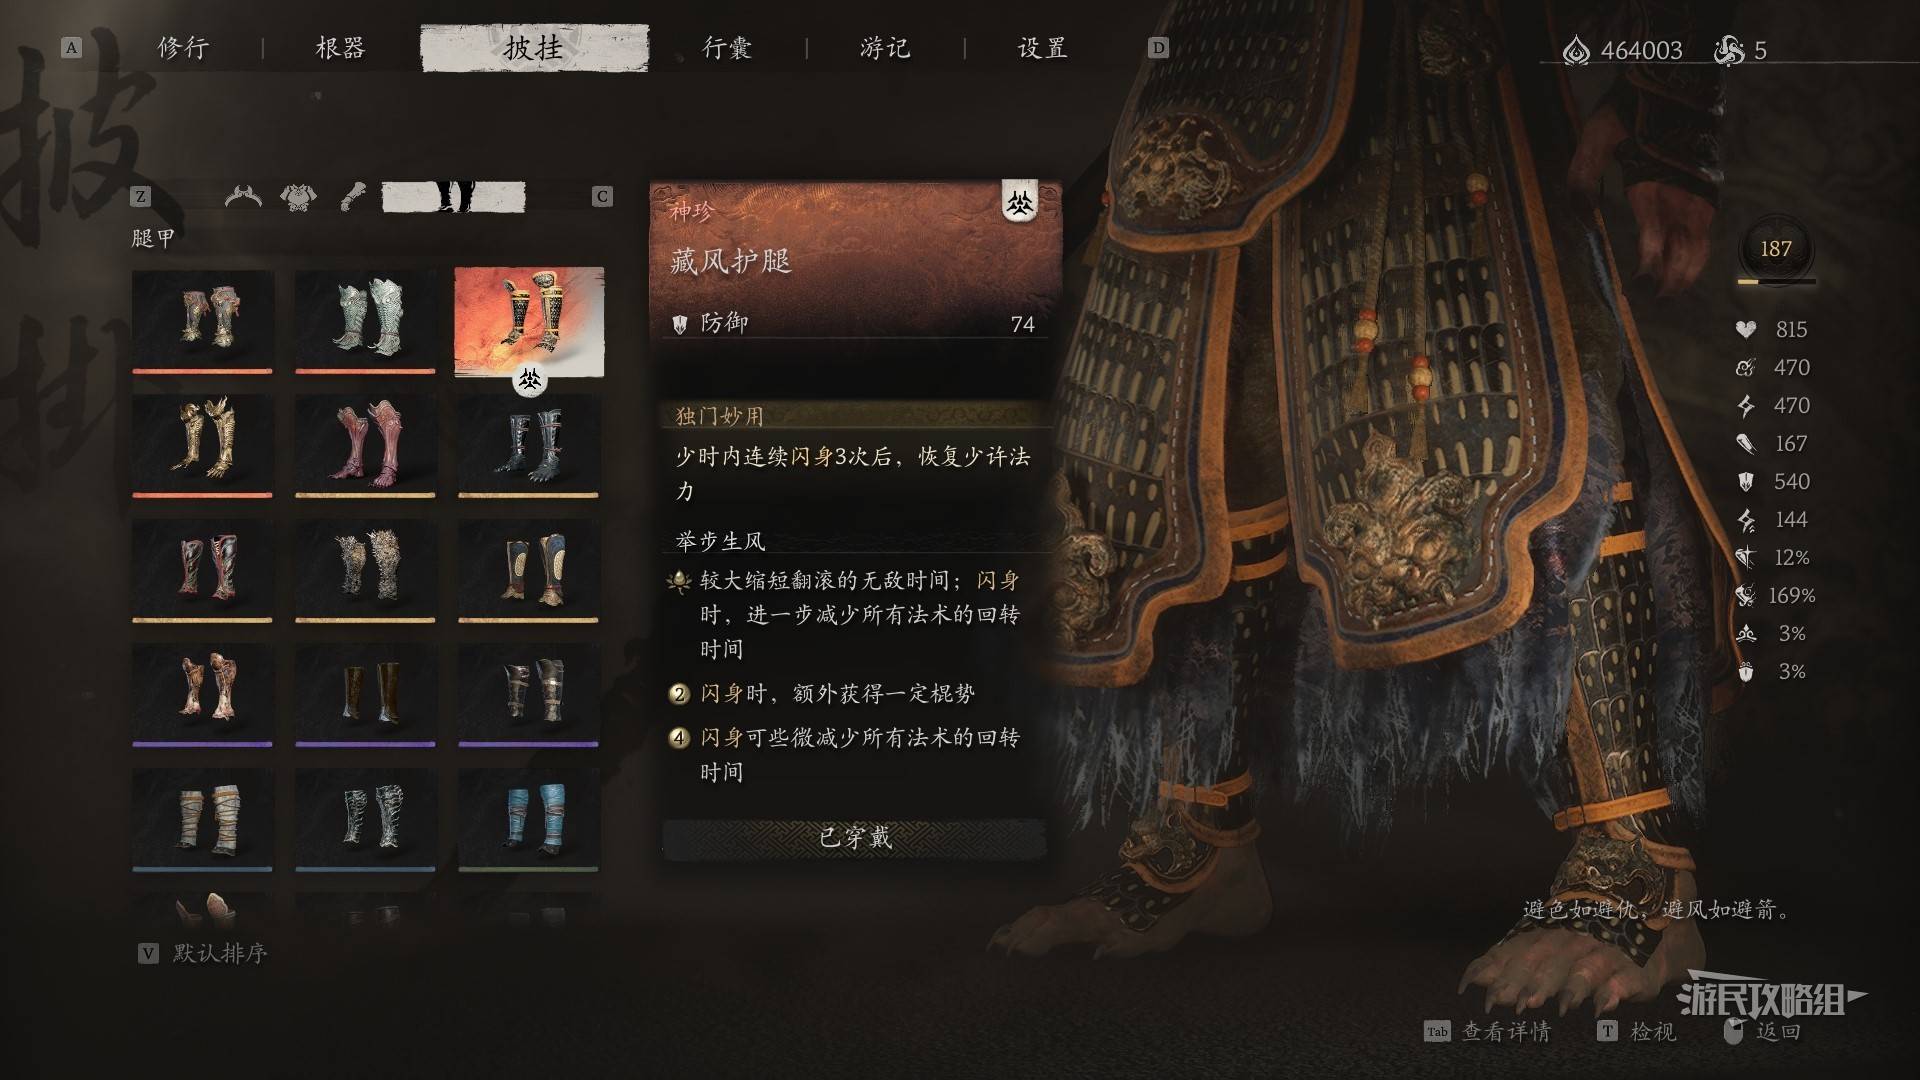 披挂
A 修行 根器 披挂 行囊 游记 设置 D
464003 5
Z C
腿甲
神珍
藏风护腿
防御 74
独门妙用
少时内连续闪身3次后，恢复少许法
力
举步生风
较大缩短翻滚的无敌时间；闪身
时，进一步减少所有法术的回转
时间
2 闪身时，额外获得一定棍势
4 闪身可些微减少所有法术的回转
时间
已穿戴
V 默认排序
187
815
470
470
167
540
144
12%
169%
3%
3%
避色如避仇，避风如避箭。
游民攻略组
Tab 查看详情 T 检视 返回